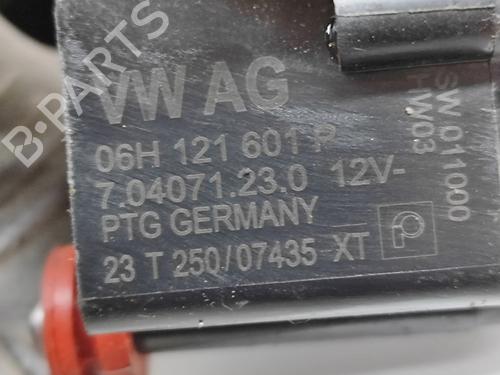 VW AG
06H 121 601 P
7.04071.23.0 12V-
PTG GERMANY
23 T 250/07435 XT
SW 011000
HW03
B-PARTS